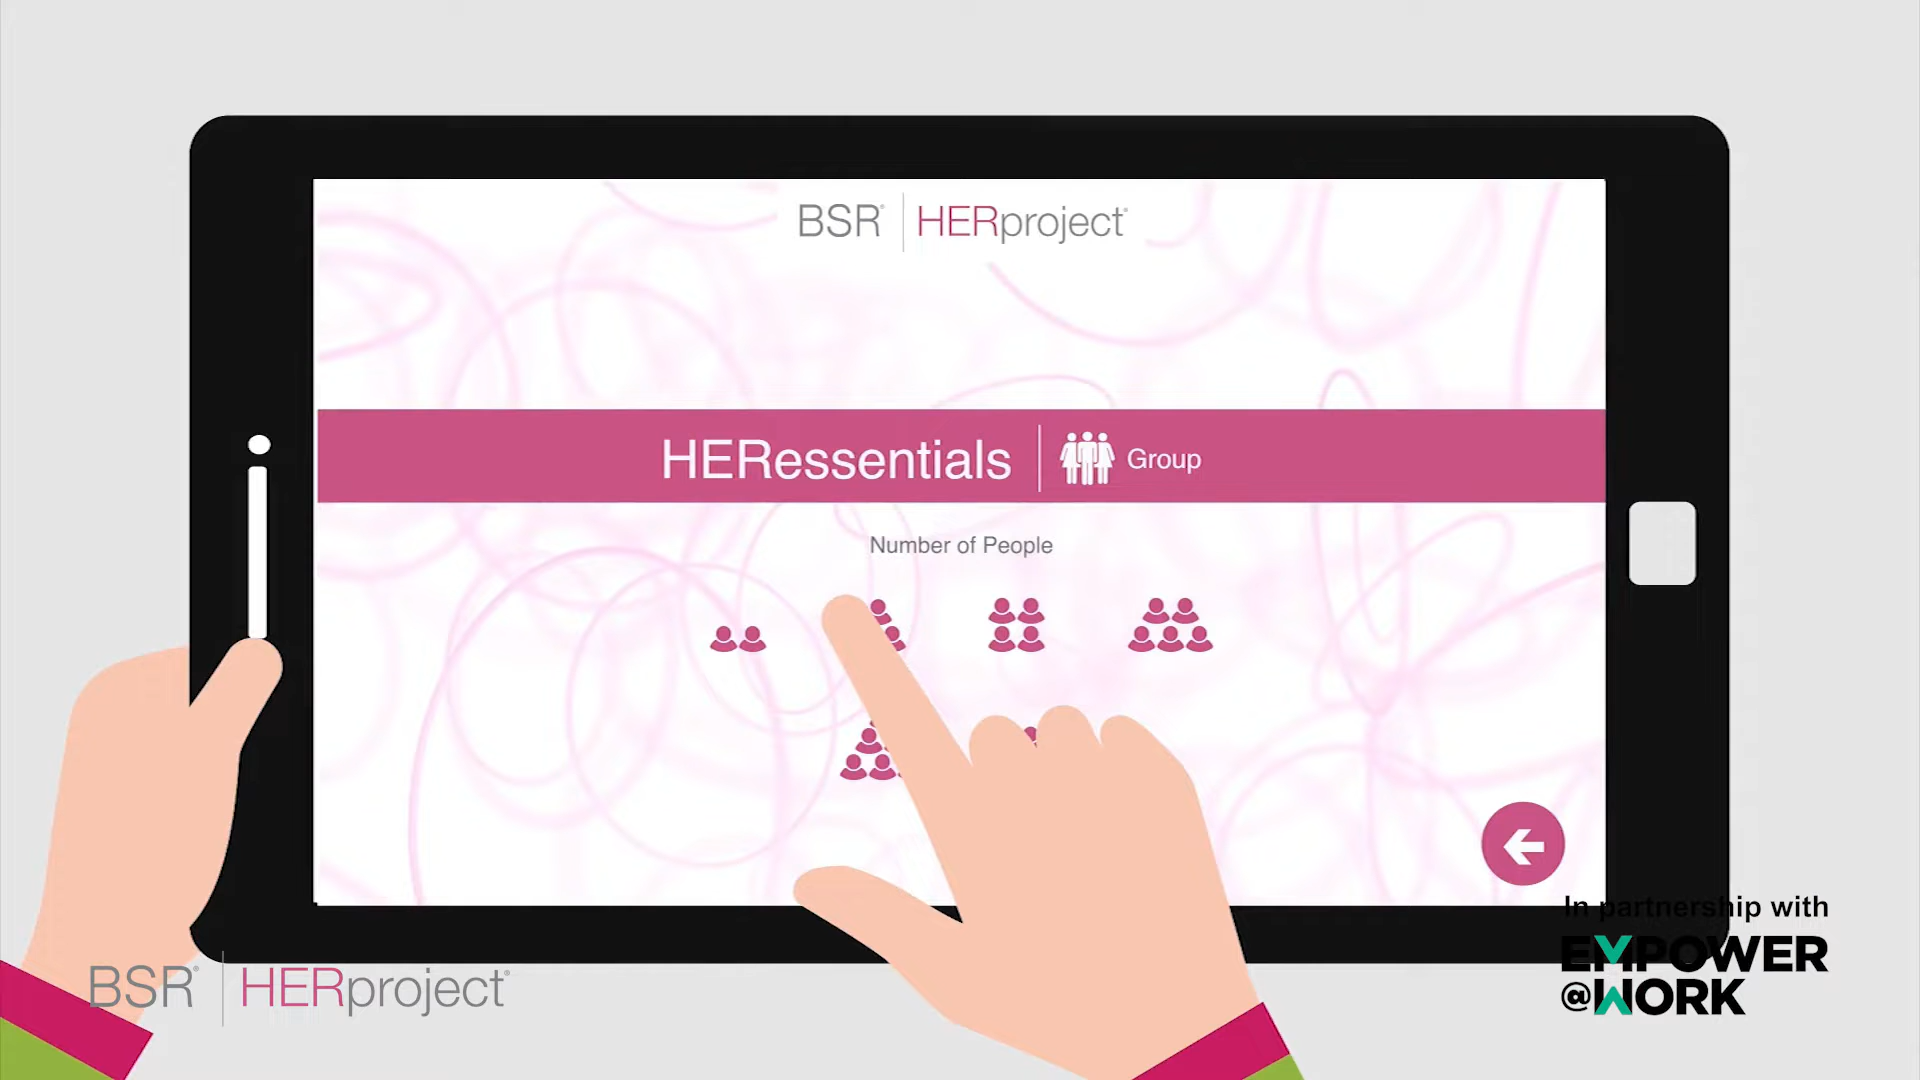 BSR® | HERproject®
HERessentials | Group
Number of People
In partnership with
EMPOWER
@WORK
BSR® | HERproject®